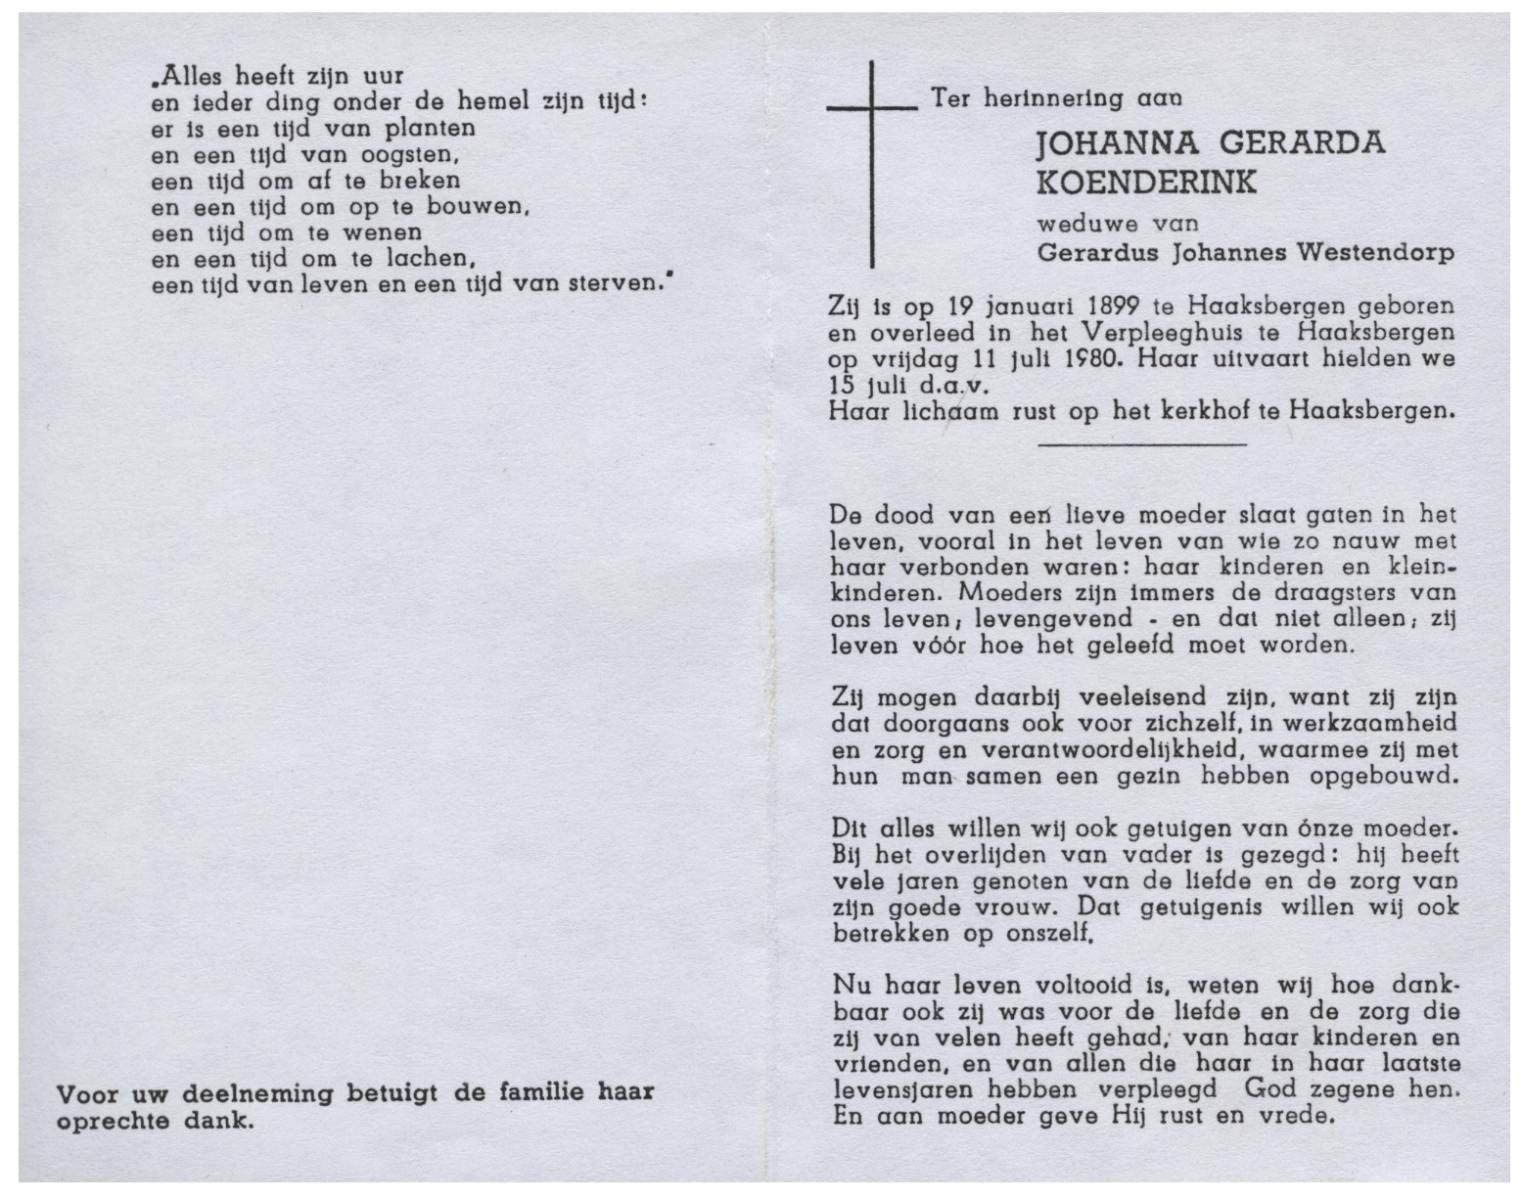 „Alles heeft zijn uur
en ieder ding onder de hemel zijn tijd:
er is een tijd van planten
en een tijd van oogsten,
een tijd om af te breken
en een tijd om op te bouwen,
een tijd om te wenen
en een tijd om te lachen,
een tijd van leven en een tijd van sterven."
Voor uw deelneming betuigt de familie haar
oprechte dank.
Ter herinnering aan
JOHANNA GERARDA
KOENDERINK
weduwe van
Gerardus Johannes Westendorp
Zij is op 19 januari 1899 te Haaksbergen geboren
en overleed in het Verpleeghuis te Haaksbergen
op vrijdag 11 juli 1980. Haar uitvaart hielden we
15 juli d.a.v.
Haar lichaam rust op het kerkhof te Haaksbergen.
De dood van een lieve moeder slaat gaten in het
leven, vooral in het leven van wie zo nauw met
haar verbonden waren: haar kinderen en klein-
kinderen. Moeders zijn immers de draagsters van
ons leven; levengevend - en dat niet alleen; zij
leven vóór hoe het geleefd moet worden.
Zij mogen daarbij veeleisend zijn, want zij zijn
dat doorgaans ook voor zichzelf, in werkzaamheid
en zorg en verantwoordelijkheid, waarmee zij met
hun man samen een gezin hebben opgebouwd.
Dit alles willen wij ook getuigen van ónze moeder.
Bij het overlijden van vader is gezegd: hij heeft
vele jaren genoten van de liefde en de zorg van
zijn goede vrouw. Dat getuigenis willen wij ook
betrekken op onszelf.
Nu haar leven voltooid is, weten wij hoe dank-
baar ook zij was voor de liefde en de zorg die
zij van velen heeft gehad; van haar kinderen en
vrienden, en van allen die haar in haar laatste
levensjaren hebben verpleegd God zegene hen.
En aan moeder geve Hij rust en vrede.